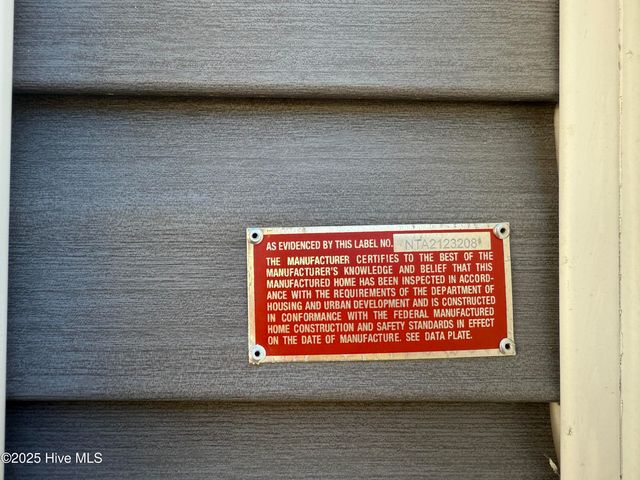 AS EVIDENCED BY THIS LABEL NO. NTA2123208
THE MANUFACTURER CERTIFIES TO THE BEST OF THE
MANUFACTURER'S KNOWLEDGE AND BELIEF THAT THIS
MANUFACTURED HOME HAS BEEN INSPECTED IN ACCORD-
ANCE WITH THE REQUIREMENTS OF THE DEPARTMENT OF
HOUSING AND URBAN DEVELOPMENT AND IS CONSTRUCTED
IN CONFORMANCE WITH THE FEDERAL MANUFACTURED
HOME CONSTRUCTION AND SAFETY STANDARDS IN EFFECT
ON THE DATE OF MANUFACTURE. SEE DATA PLATE.
©2025 Hive MLS